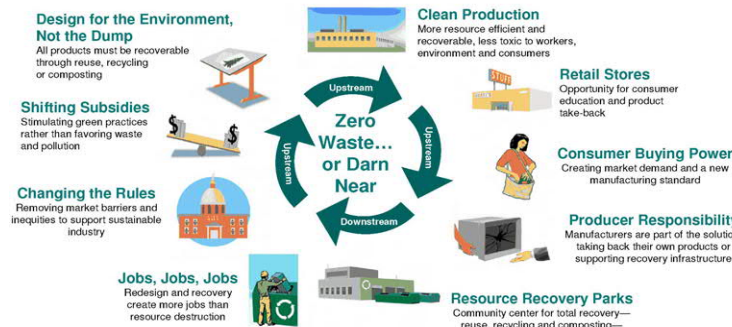 Design for the Environment,
Not the Dump
All products must be recoverable
through reuse, recycling
or composting
Clean Production
More resource efficient and
recoverable, less toxic to workers,
environment and consumers
STUFF
Retail Stores
Opportunity for consumer
education and product
take-back
Consumer Buying Power
Creating market demand and a new
manufacturing standard
Producer Responsibility
Manufacturers are part of the solution
taking back their own products or
supporting recovery infrastructure
Resource Recovery Parks
Community center for total recovery—
reuse, recycling and composting—
Jobs, Jobs, Jobs
Redesign and recovery
create more jobs than
resource destruction
Changing the Rules
Removing market barriers and
inequities to support sustainable
industry
Shifting Subsidies
Stimulating green practices
rather than favoring waste
and pollution
$
$
Upstream
Upstream
Downstream
Upstream
Zero
Waste...
or Darn
Near